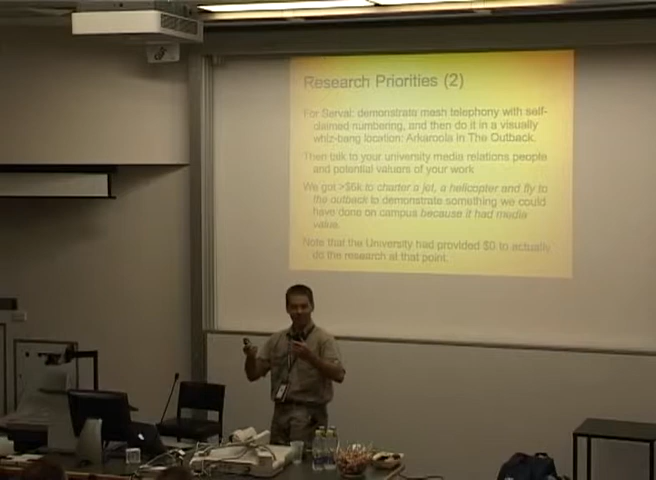 Research Priorities (2)
For Serval: demonstrate mesh telephony with self-
claimed numbering, and then do it in a visually
whiz-bang location: Arkaroola in The Outback.
Then talk to your university media relations people
and potential valuers of your work
We got >$6k to charter a jet, a helicopter and fly to
the outback to demonstrate something we could
have done on campus because it had media
value.
Note that the University had provided $0 to actually
do the research at that point.